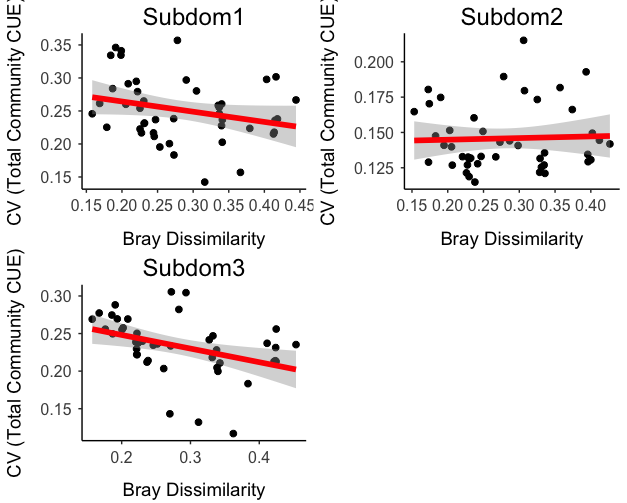 Subdom1
CV (Total Community CUE)
0.35
0.30
0.25
0.20
0.15
0.15 0.20 0.25 0.30 0.35 0.40 0.45
Bray Dissimilarity
Subdom2
CV (Total Community CUE)
0.200
0.175
0.150
0.125
0.15 0.20 0.25 0.30 0.35 0.40
Bray Dissimilarity
Subdom3
CV (Total Community CUE)
0.30
0.25
0.20
0.15
0.2 0.3 0.4
Bray Dissimilarity